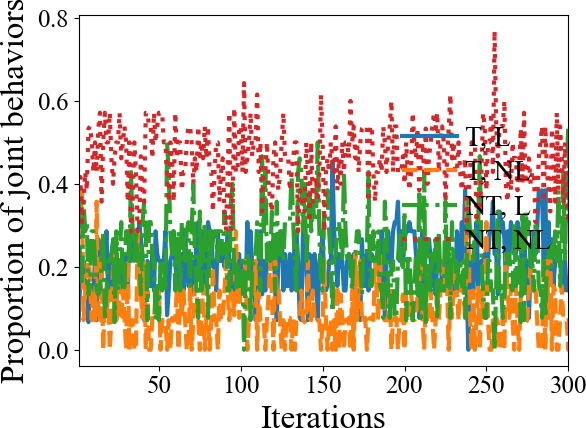 Proportion of joint behaviors
0.8
0.6
0.4
0.2
0.0
T, L
T, NL
NT, L
NT, NL
50
100
150
200
250
300
Iterations